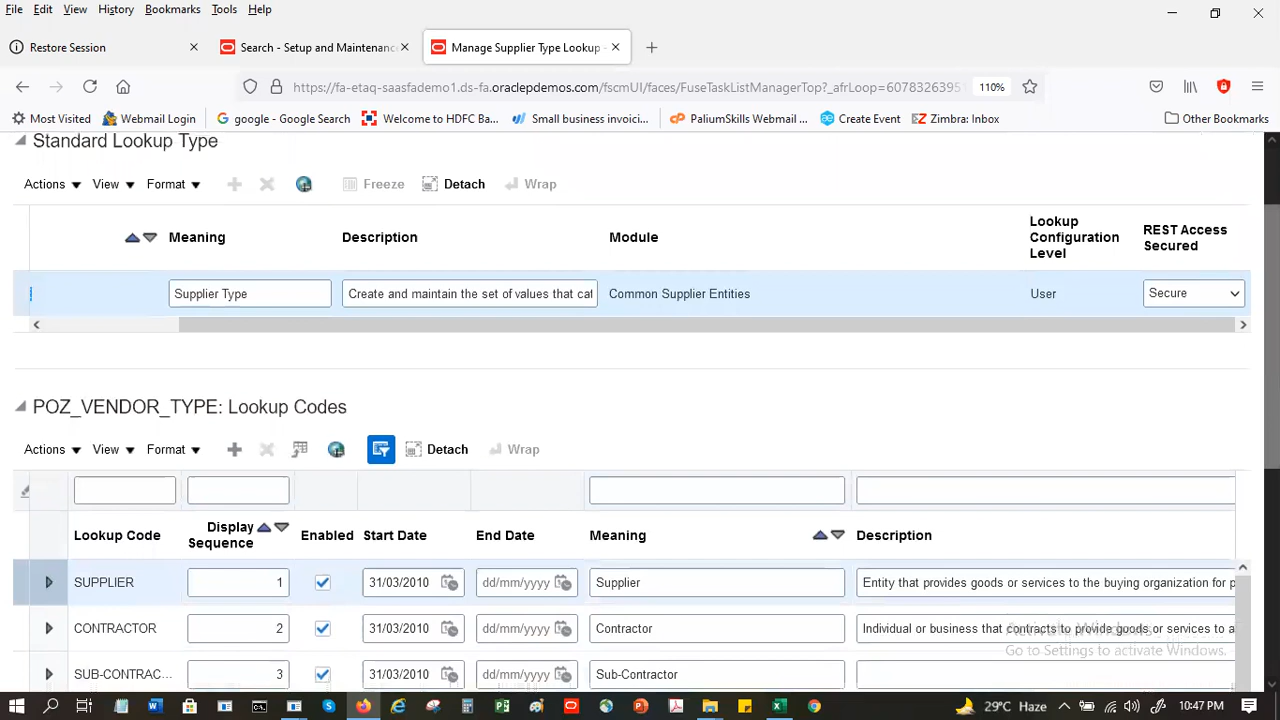 File Edit View History Bookmarks Tools Help
Restore Session
Search - Setup and Maintenance
Manage Supplier Type Lookup -
https://fa-etaq-saasfademo1.ds-fa.oracledemos.com/fscmUI/faces/FuseTaskListManagerTop?_afrLoop=6078326395
110%
Most Visited Webmail Login google - Google Search Welcome to HDFC Ba... Small business invoici... PaliumSkills Webmail ... Create Event Zimbra: Inbox Other Bookmarks
Standard Lookup Type
Actions View Format Freeze Detach Wrap
Meaning Description Module Lookup Configuration Level REST Access Secured
Supplier Type Create and maintain the set of values that cat Common Supplier Entities User Secure
POZ_VENDOR_TYPE: Lookup Codes
Actions View Format Detach Wrap
Lookup Code Display Sequence Enabled Start Date End Date Meaning Description
SUPPLIER 1 31/03/2010 dd/mm/yyyy Supplier Entity that provides goods or services to the buying organization for p
CONTRACTOR 2 31/03/2010 dd/mm/yyyy Contractor Individual or business that contracts to provide goods or services to a
SUB-CONTRAC... 3 31/03/2010 dd/mm/yyyy Sub-Contractor
Activate Windows
Go to Settings to activate Windows.
29°C Haze 10:47 PM